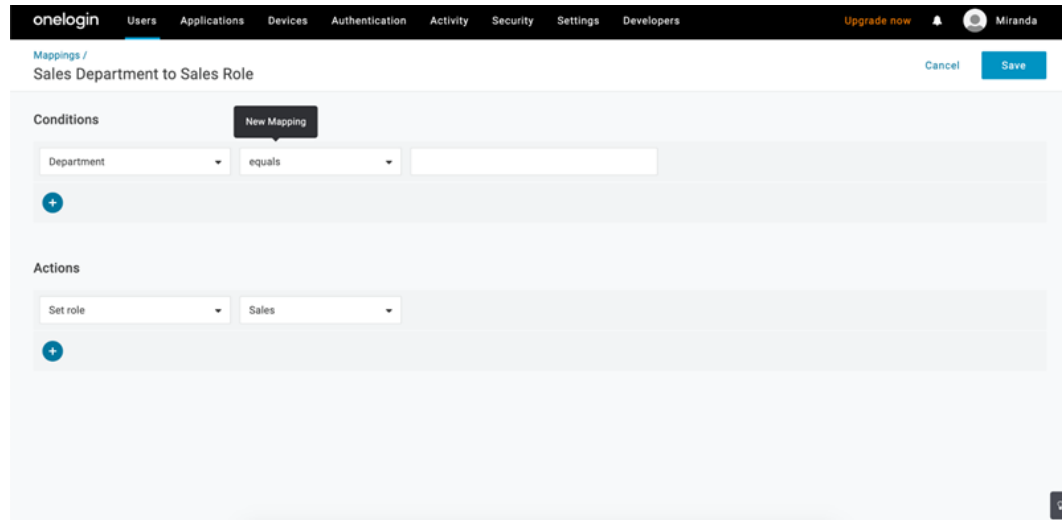 onelogin Users Applications Devices Authentication Activity Security Settings Developers Upgrade now Miranda
Mappings /
Sales Department to Sales Role
Cancel Save
Conditions
New Mapping
Department equals
Actions
Set role Sales